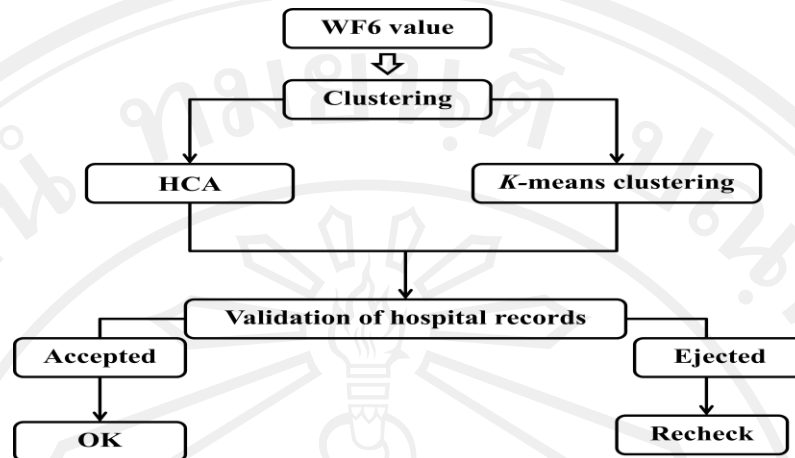 WF6 value
Clustering
HCA
K-means clustering
Validation of hospital records
Accepted
Ejected
OK
Recheck